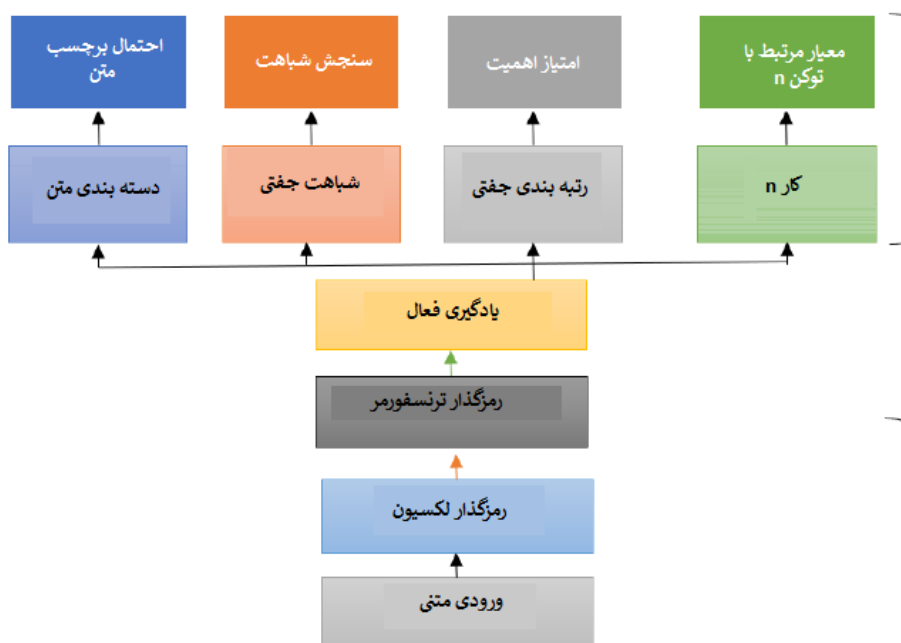 احتمال برچسب
متن
سنجش شباهت
امتیاز اهمیت
معیار مرتبط با
توکن n
دسته بندی متن
شباهت جفتی
رتبه بندی جفتی
کار n
یادگیری فعال
رمزگذار ترنسفورمر
رمزگذار لکسیون
ورودی متنی